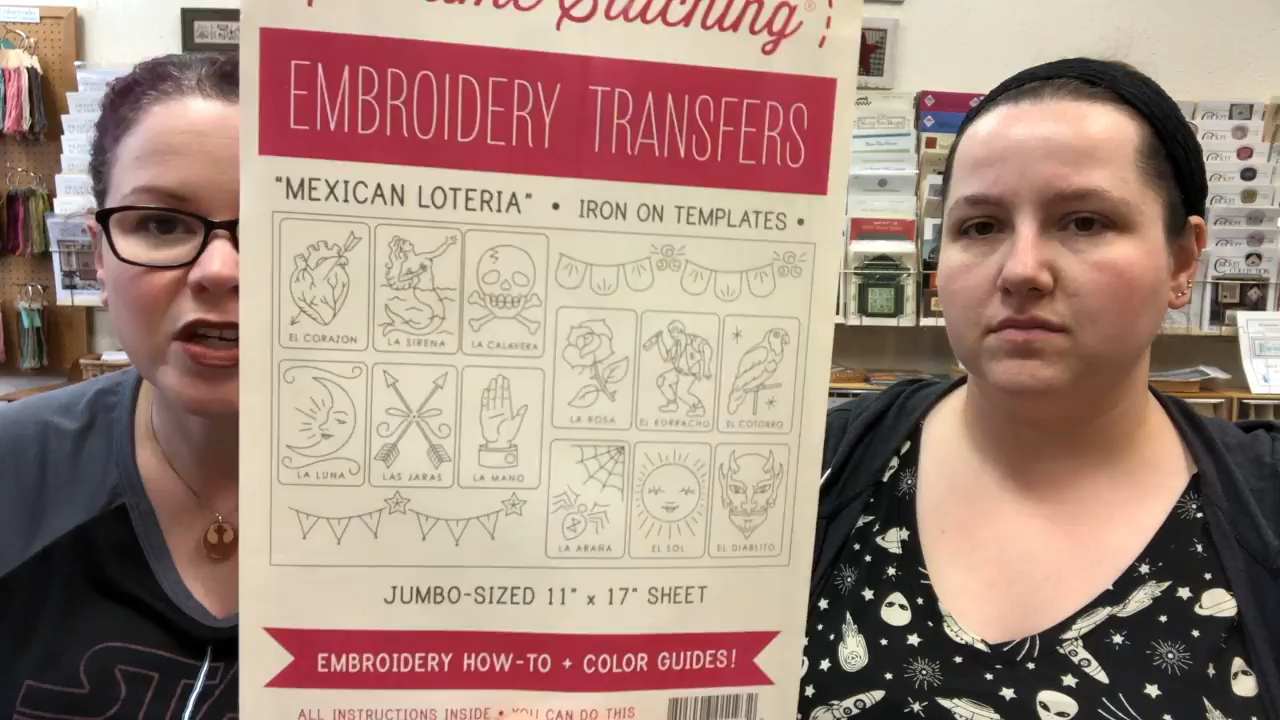 Stitching®
EMBROIDERY TRANSFERS
"MEXICAN LOTERIA" • IRON ON TEMPLATES •
EL CORAZON
LA SIRENA
LA CALAVERA
LA ROSA
EL BORRACHO
EL COTORRO
LA LUNA
LAS JARAS
LA MANO
LA ARAÑA
EL SOL
EL DIABLITO
JUMBO-SIZED 11" x 17" SHEET
EMBROIDERY HOW-TO + COLOR GUIDES!
ALL INSTRUCTIONS INSIDE • YOU CAN DO THIS
STA